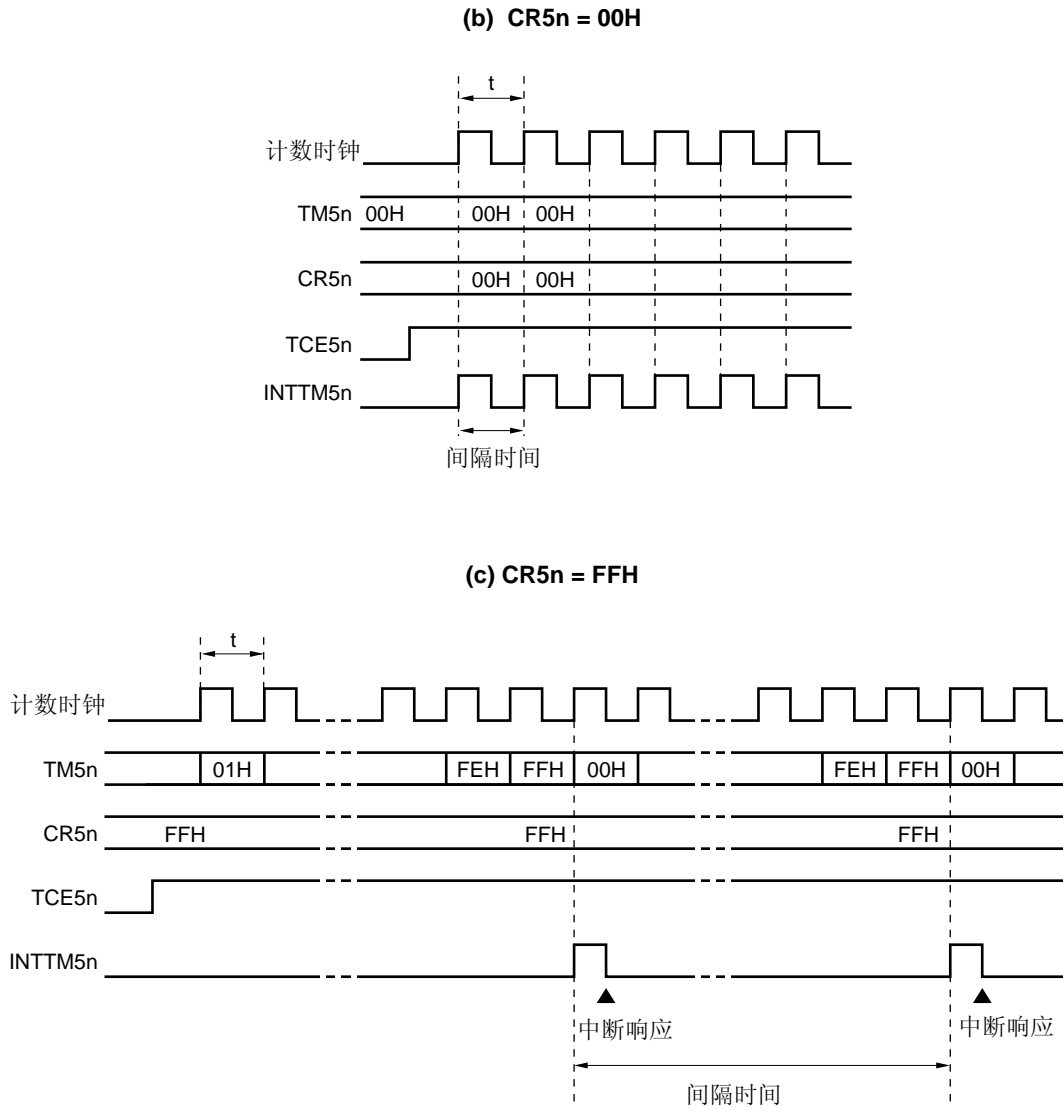 (b) CR5n = 00H
t
计数时钟
TM5n 00H 00H 00H
CR5n 00H 00H
TCE5n
INTTM5n
间隔时间
(c) CR5n = FFH
t
计数时钟
TM5n 01H FEH FFH 00H FEH FFH 00H
CR5n FFH FFH FFH
TCE5n
INTTM5n
中断响应 中断响应
间隔时间